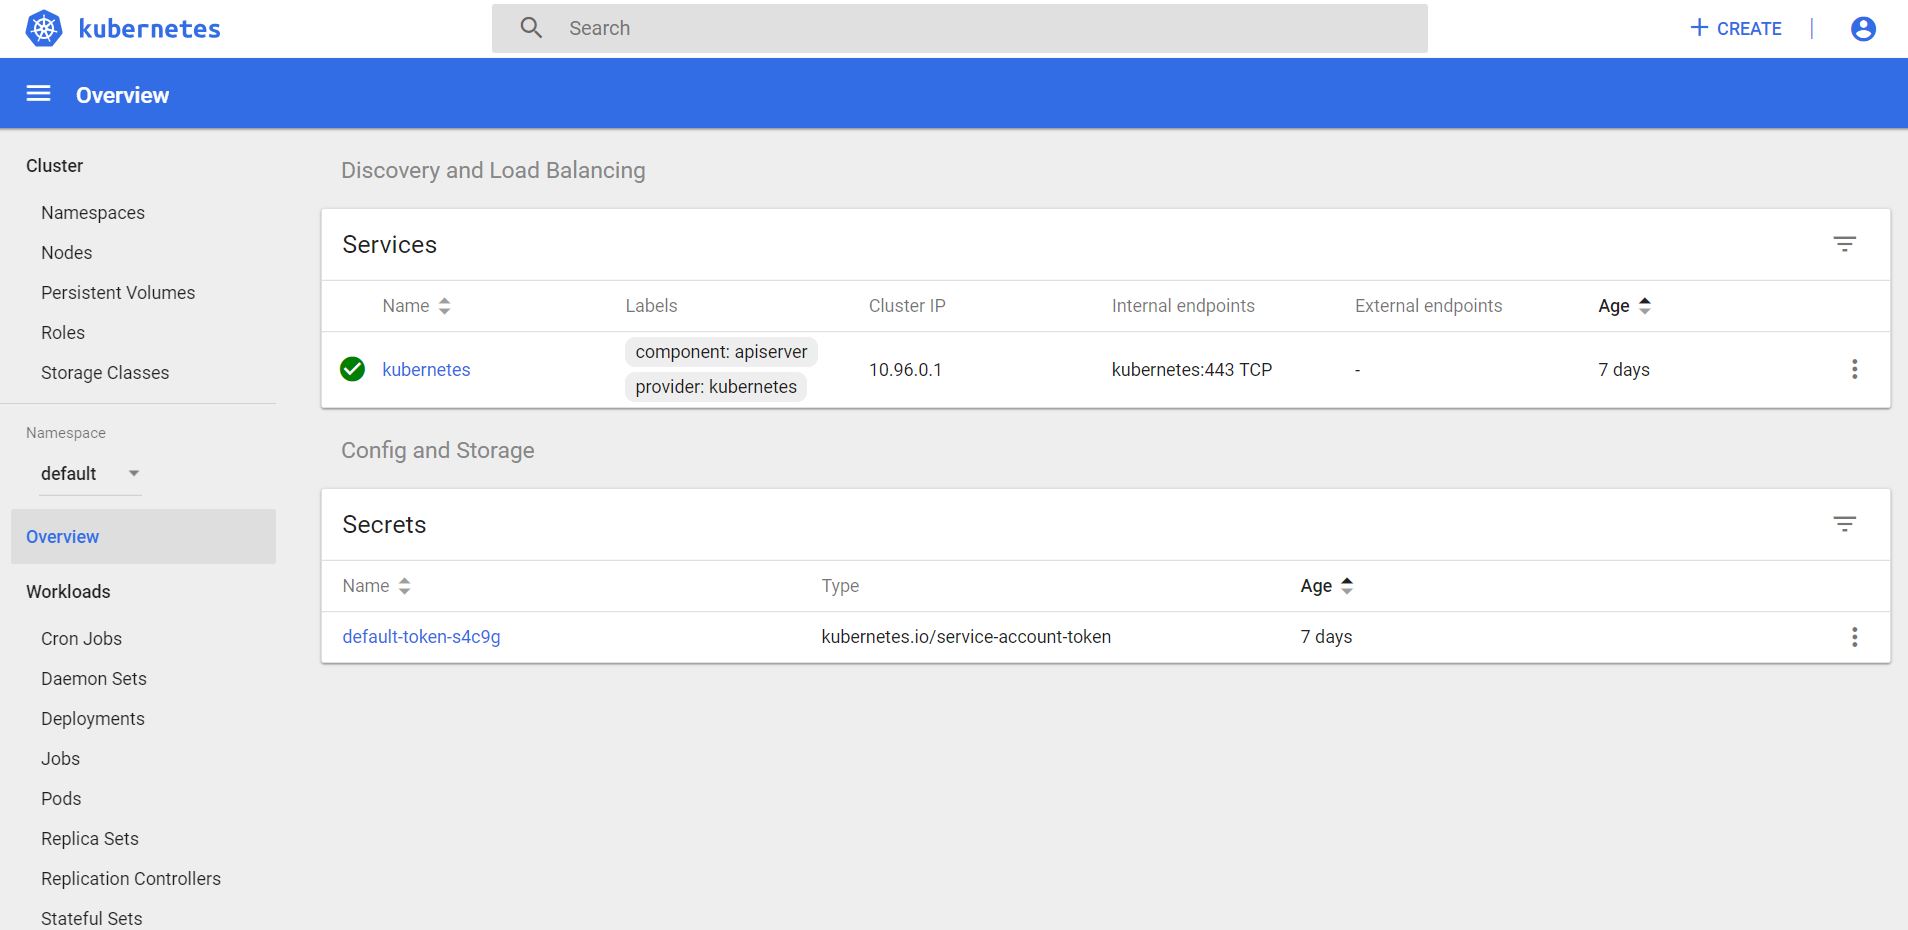 kubernetes
Search
CREATE
Overview
Cluster
Namespaces
Nodes
Persistent Volumes
Roles
Storage Classes
Namespace
default
Overview
Workloads
Cron Jobs
Daemon Sets
Deployments
Jobs
Pods
Replica Sets
Replication Controllers
Stateful Sets
Discovery and Load Balancing
Services
Name Labels Cluster IP Internal endpoints External endpoints Age
kubernetes component: apiserver provider: kubernetes 10.96.0.1 kubernetes:443 TCP - 7 days
Config and Storage
Secrets
Name Type Age
default-token-s4c9g kubernetes.io/service-account-token 7 days